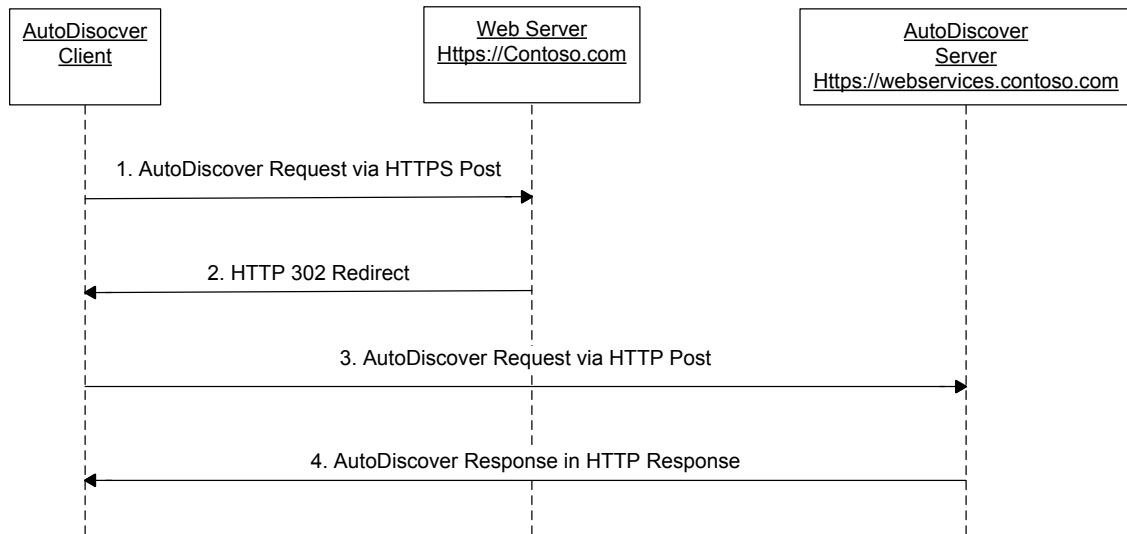 AutoDisocver
Client
Web Server
Https://Contoso.com
AutoDiscover
Server
Https://webservices.contoso.com
1. AutoDiscover Request via HTTPS Post
2. HTTP 302 Redirect
3. AutoDiscover Request via HTTP Post
4. AutoDiscover Response in HTTP Response